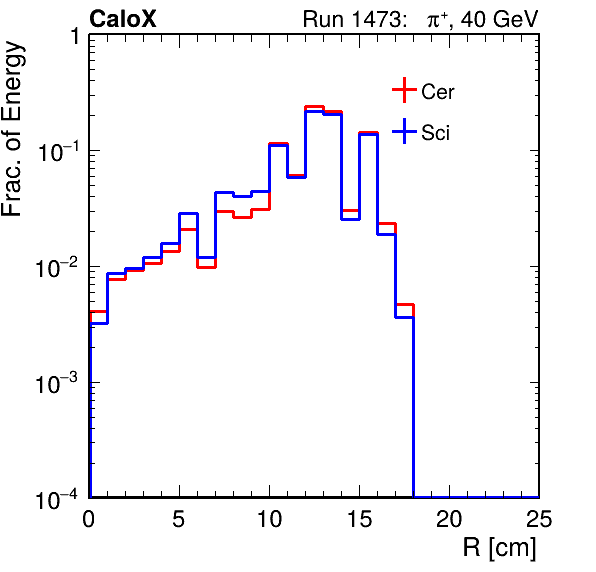 CaloX Run 1473: π⁺, 40 GeV
Frac. of Energy
1
10⁻¹
10⁻²
10⁻³
10⁻⁴
Cer
Sci
0 5 10 15 20 25
R [cm]